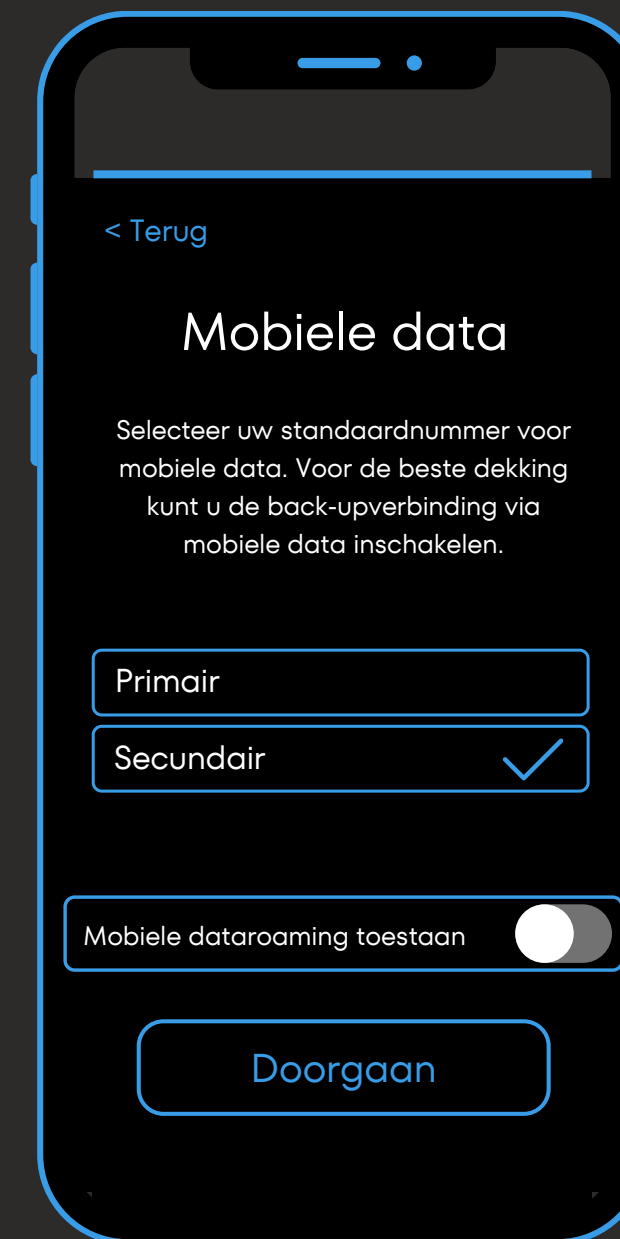 < Terug
Mobiele data
Selecteer uw standaardnummer voor
mobiele data. Voor de beste dekking
kunt u de back-upverbinding via
mobiele data inschakelen.
Primair
Secundair
Mobiele dataroaming toestaan
Doorgaan